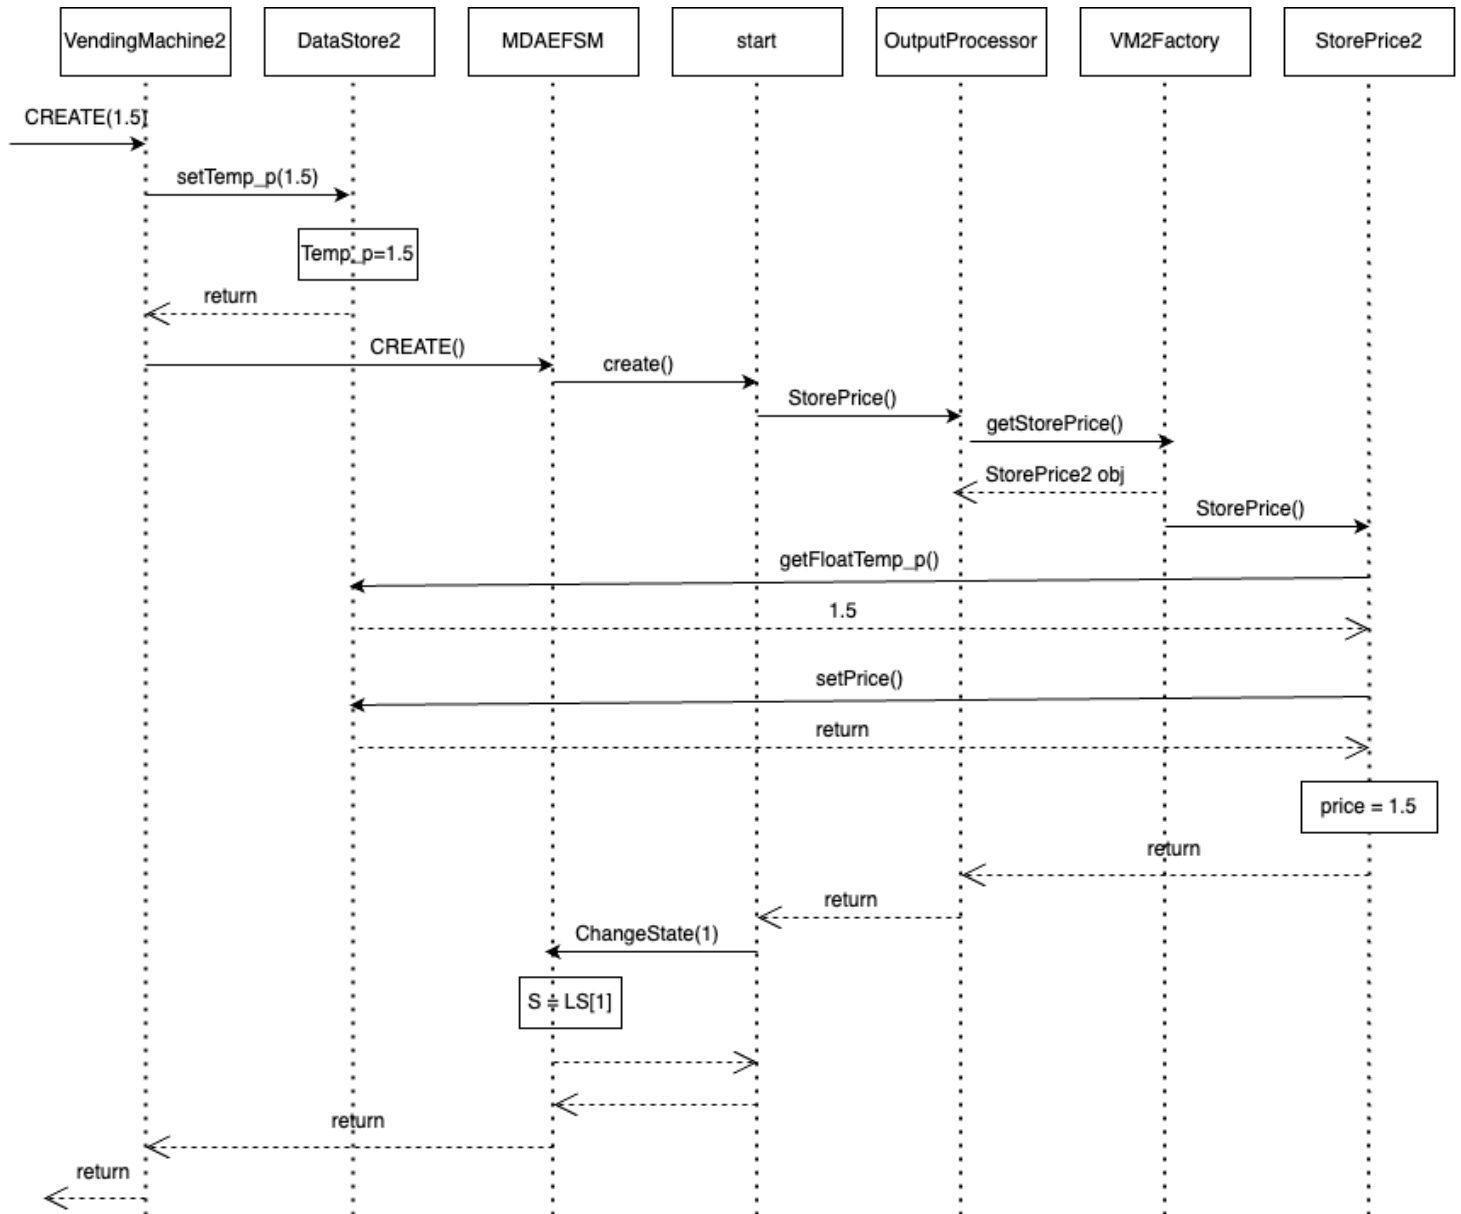 VendingMachine2
DataStore2
MDAEFSM
start
OutputProcessor
VM2Factory
StorePrice2
CREATE(1.5)
setTemp_p(1.5)
Temp_p=1.5
return
CREATE()
create()
StorePrice()
getStorePrice()
StorePrice2 obj
StorePrice()
getFloatTemp_p()
1.5
setPrice()
return
price = 1.5
return
return
ChangeState(1)
S = LS[1]
return
return